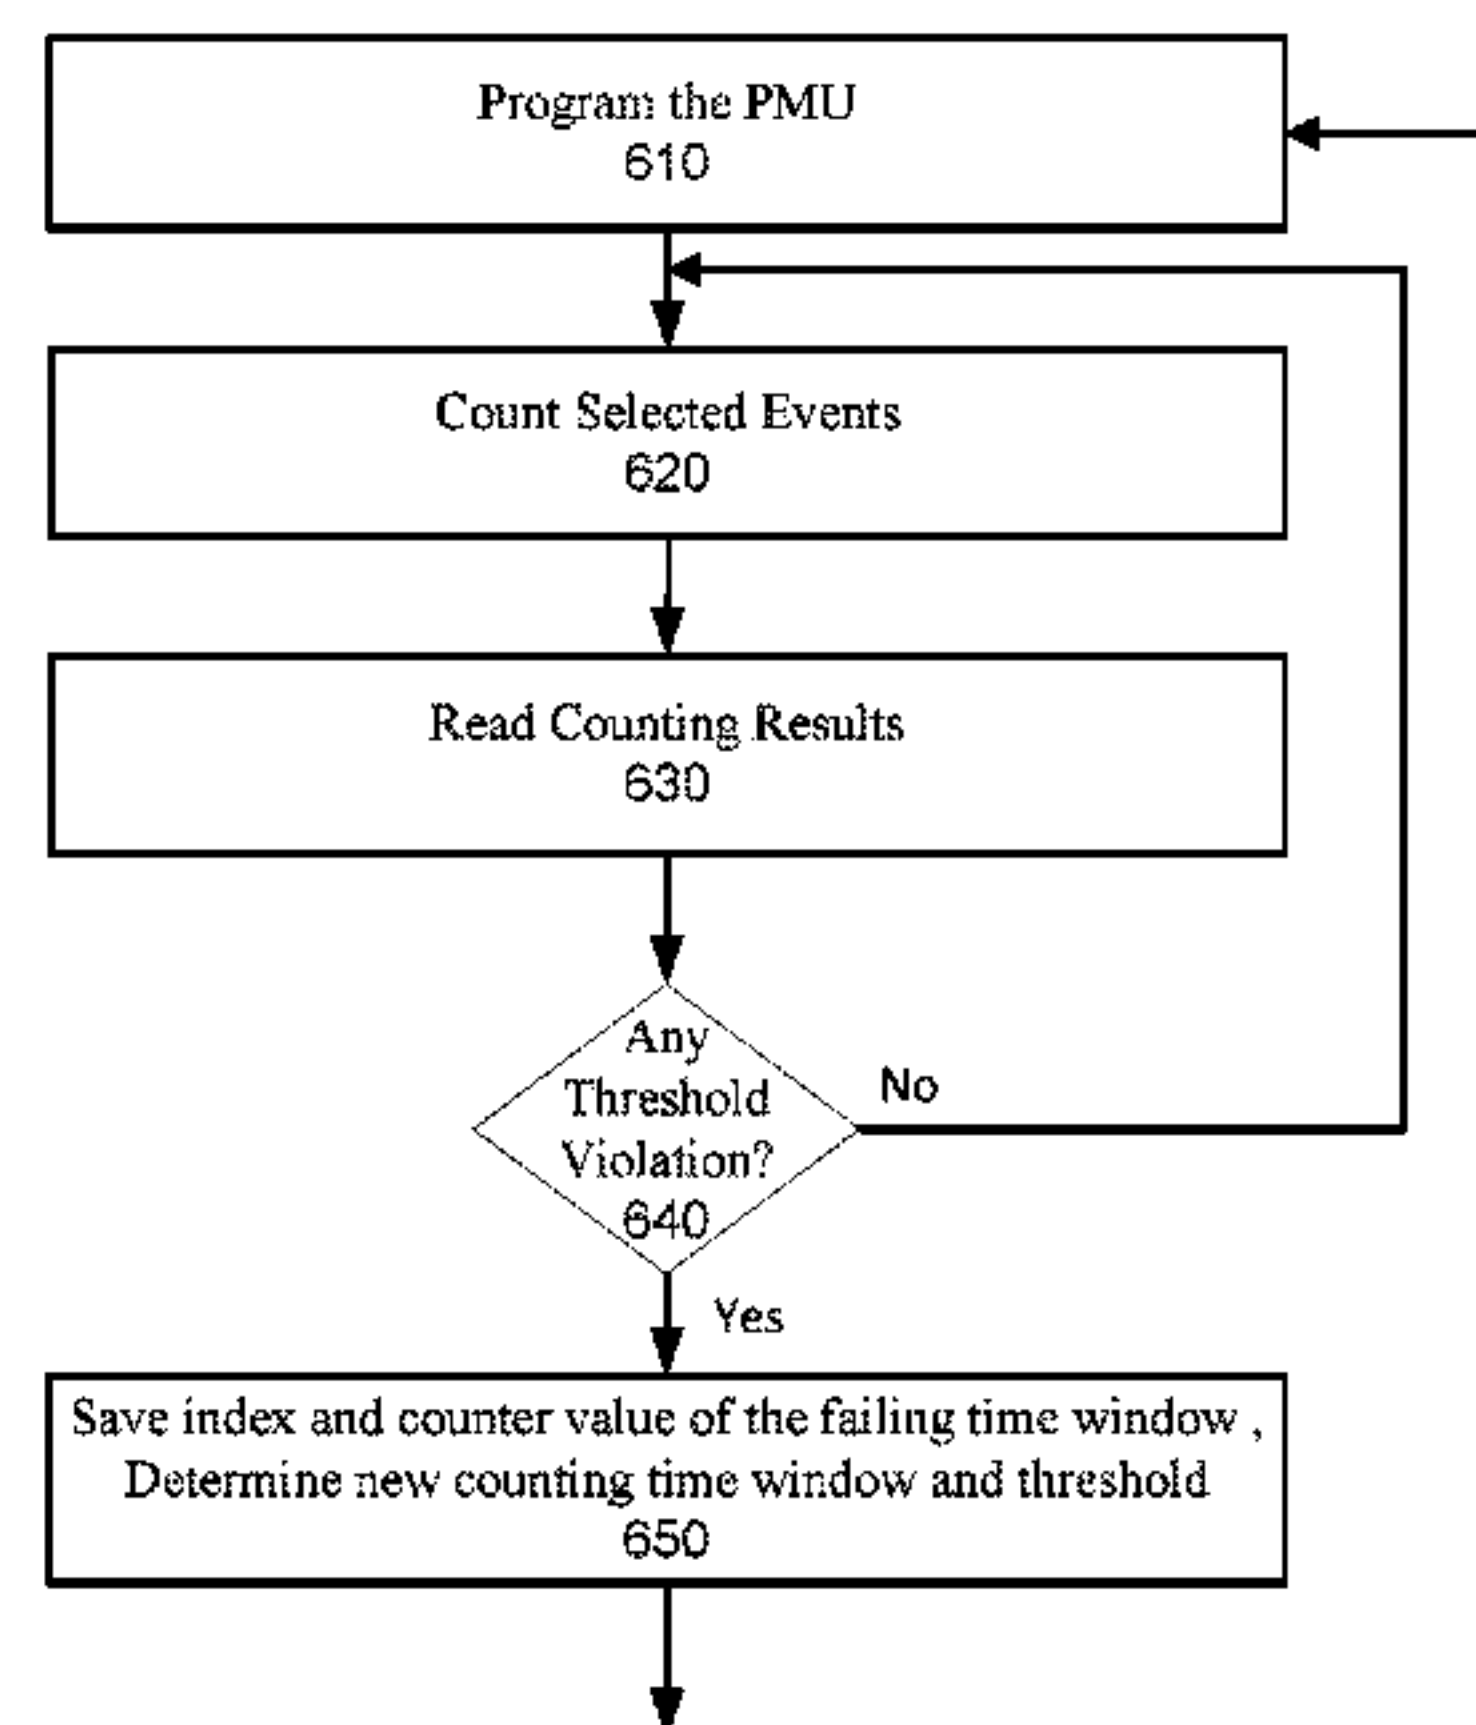 Program the PMU
610
Count Selected Events
620
Read Counting Results
630
Any
Threshold
Violation?
640
No
Yes
Save index and counter value of the failing time window ,
Determine new counting time window and threshold
650